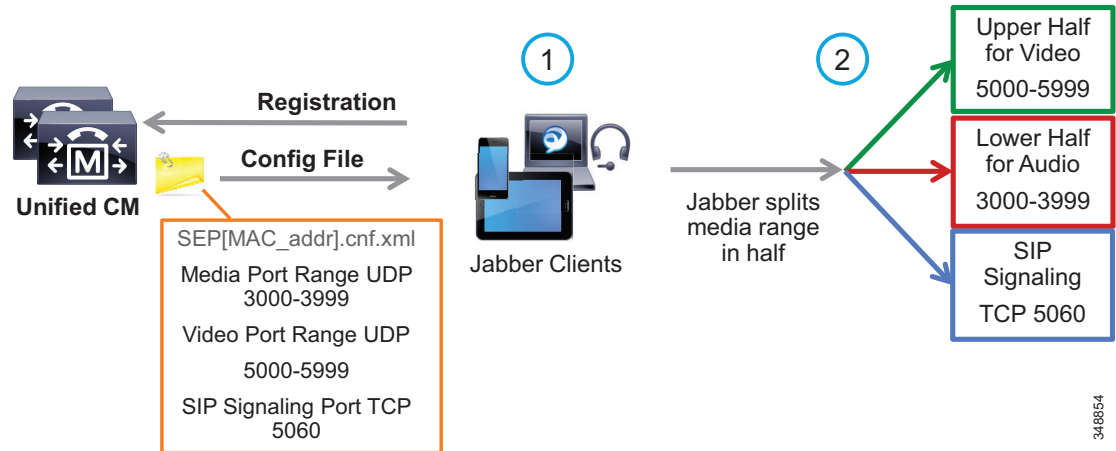 1
2
Registration
Config File
M
Unified CM
SEP[MAC_addr].cnf.xml
Media Port Range UDP
3000-3999
Video Port Range UDP
5000-5999
SIP Signaling Port TCP
5060
Jabber Clients
Jabber splits
media range
in half
Upper Half
for Video
5000-5999
Lower Half
for Audio
3000-3999
SIP
Signaling
TCP 5060
348854